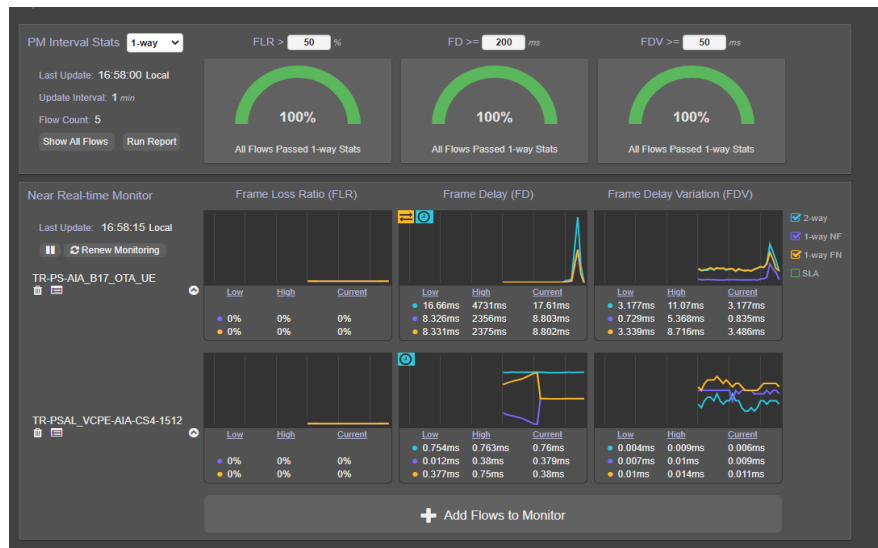 PM Interval Stats 1-way FLR > 50 % FD >= 200 ms FDV >= 50 ms
Last Update: 16:58:00 Local
Update Interval: 1 min
Flow Count: 5
Show All Flows Run Report
100% 100% 100%
All Flows Passed 1-way Stats All Flows Passed 1-way Stats All Flows Passed 1-way Stats
Near Real-time Monitor Frame Loss Ratio (FLR) Frame Delay (FD) Frame Delay Variation (FDV)
Last Update: 16:58:15 Local
Renew Monitoring
2-way
1-way NF
1-way FN
SLA
TR-PS-AIA_B17_OTA_UE
Low High Current Low High Current Low High Current
16.66ms 4731ms 17.61ms 3.177ms 11.07ms 3.177ms
0% 0% 0% 8.326ms 2356ms 8.803ms 0.729ms 5.368ms 0.835ms
0% 0% 0% 8.331ms 2375ms 8.802ms 3.339ms 8.716ms 3.486ms
TR-PSAL_VCPE-AIA-CS4-1512
Low High Current Low High Current Low High Current
0.754ms 0.763ms 0.76ms 0.004ms 0.009ms 0.006ms
0% 0% 0% 0.012ms 0.38ms 0.379ms 0.007ms 0.01ms 0.009ms
0% 0% 0% 0.377ms 0.75ms 0.38ms 0.01ms 0.014ms 0.011ms
Add Flows to Monitor